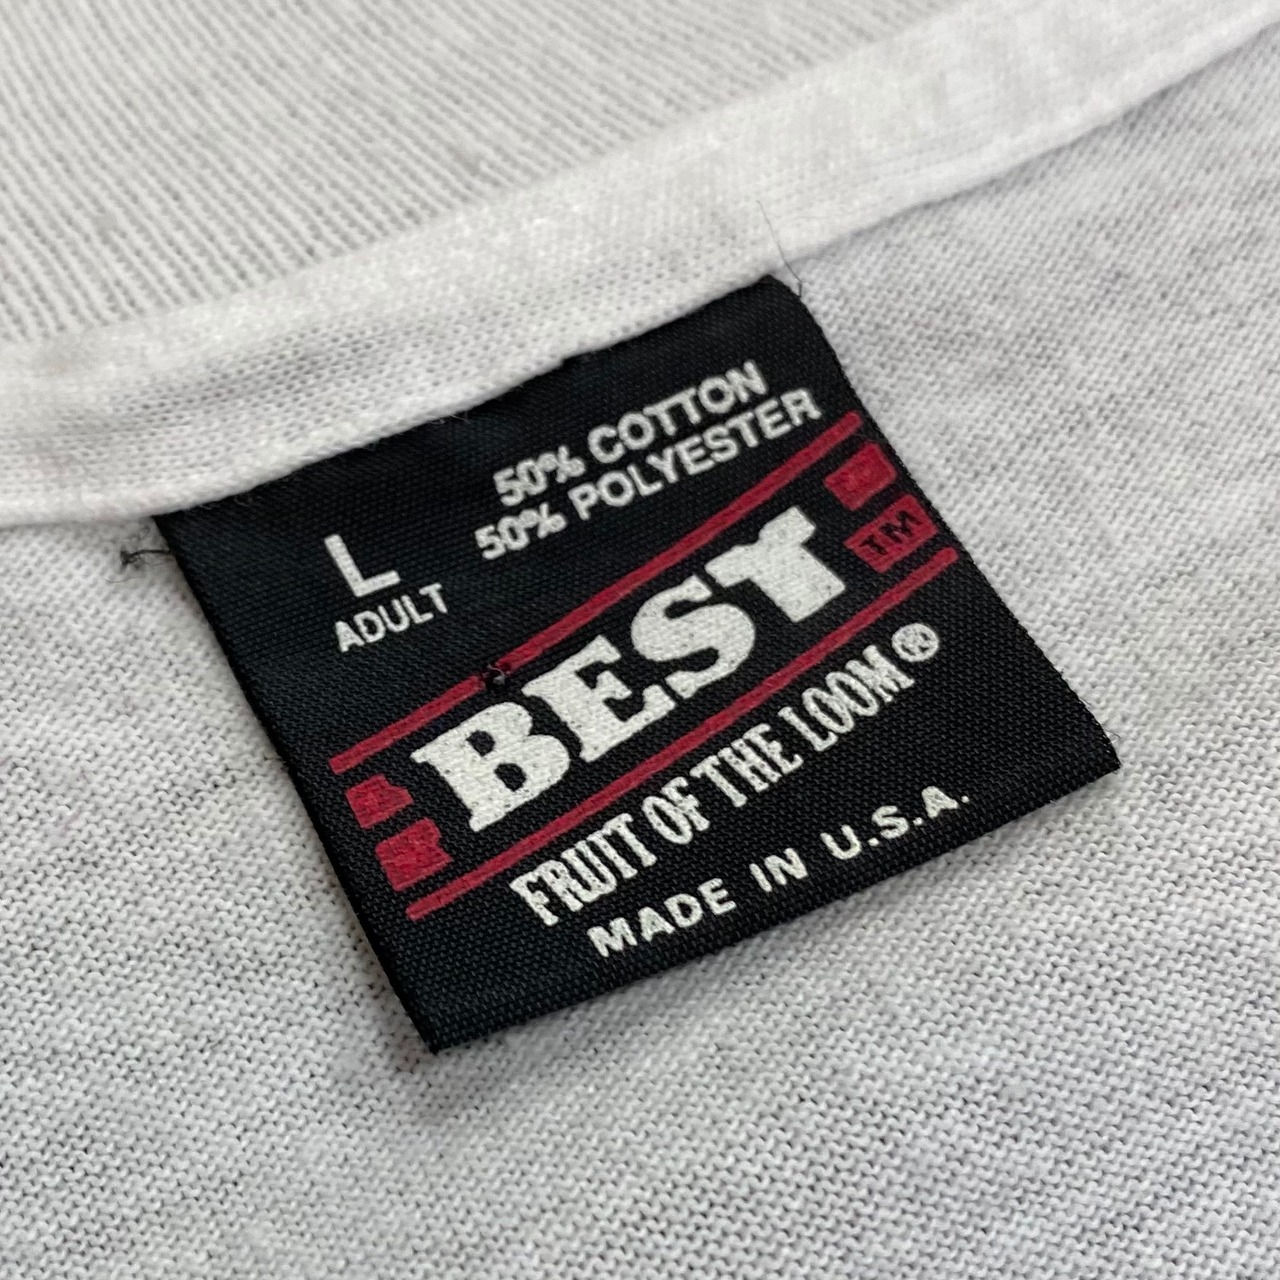 50% COTTON
50% POLYESTER
L
ADULT
BEST TM
FRUIT OF THE LOOM®
MADE IN U.S.A.